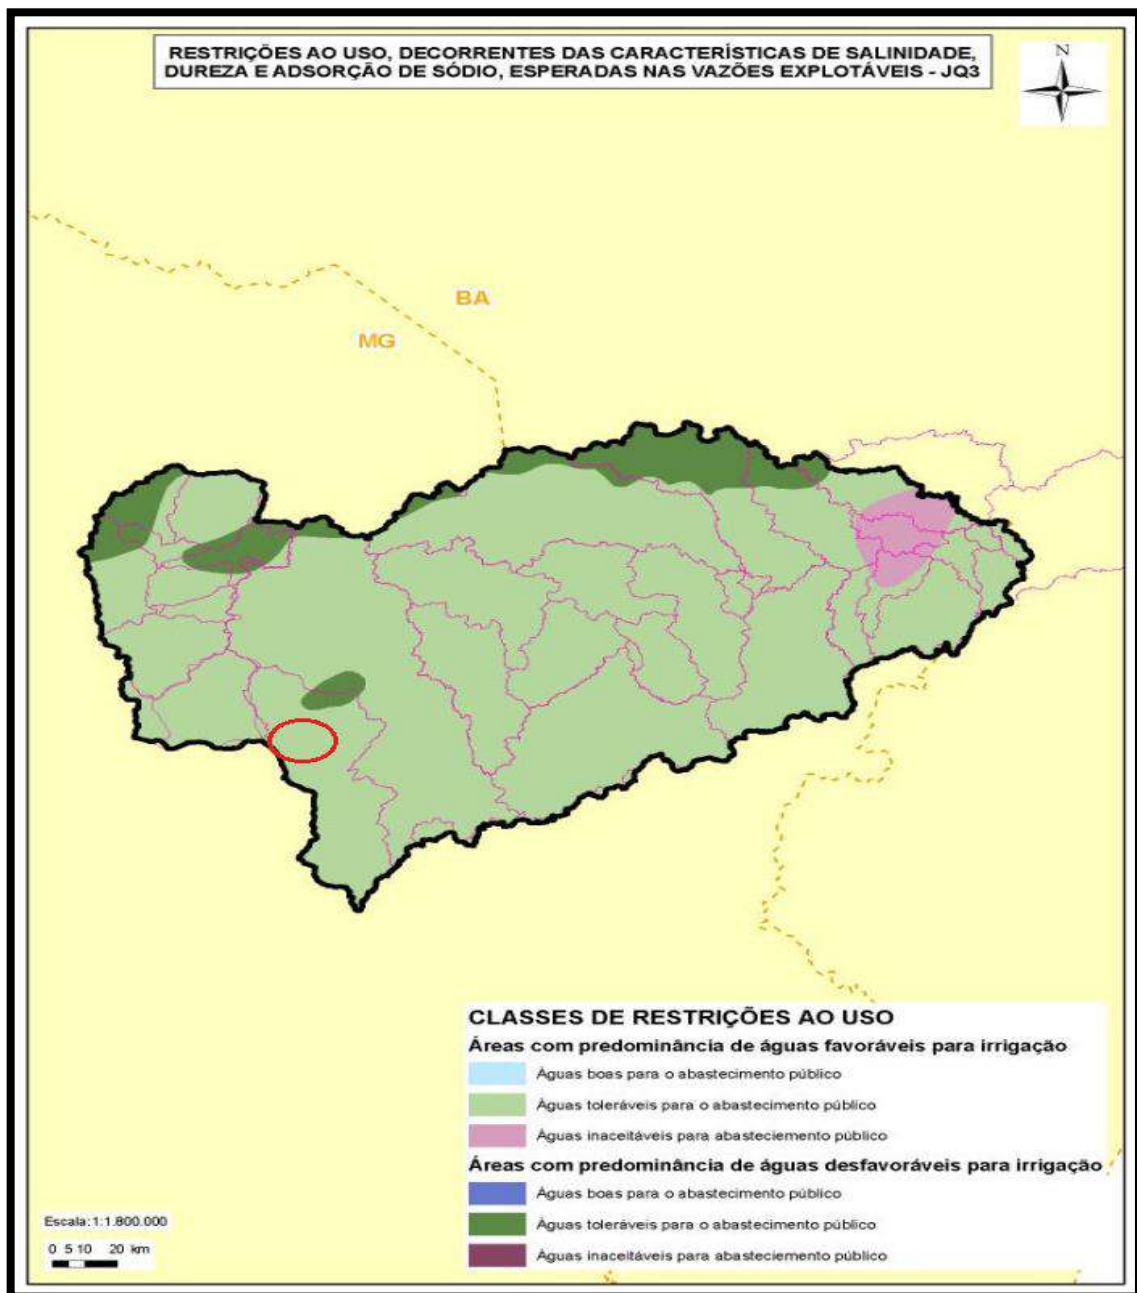 RESTRIÇÕES AO USO, DECORRENTES DAS CARACTERÍSTICAS DE SALINIDADE,
DUREZA E ADSORÇÃO DE SÓDIO, ESPERADAS NAS VAZÕES EXPLOTÁVEIS - JQ3
N
BA
MG
CLASSES DE RESTRIÇÕES AO USO
Áreas com predominância de águas favoráveis para irrigação
Águas boas para o abastecimento público
Águas toleráveis para o abastecimento público
Águas inaceitáveis para abasteciemento público
Áreas com predominância de águas desfavoráveis para irrigação
Águas boas para o abastecimento público
Águas toleráveis para o abastecimento público
Águas inaceitáveis para abasteciemento público
Escala:1:1.800.000
0 5 10 20 km